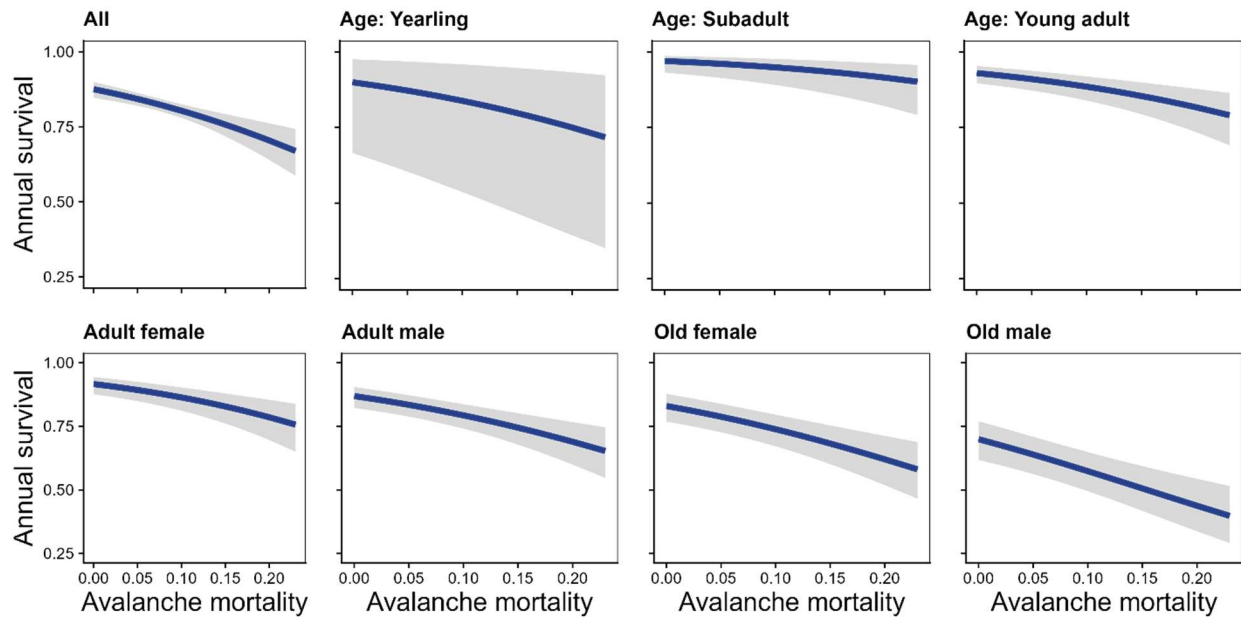 All
Age: Yearling
Age: Subadult
Age: Young adult
Annual survival
1.00
0.75
0.50
0.25
Adult female
Adult male
Old female
Old male
Annual survival
1.00
0.75
0.50
0.25
0.00 0.05 0.10 0.15 0.20
0.00 0.05 0.10 0.15 0.20
0.00 0.05 0.10 0.15 0.20
0.00 0.05 0.10 0.15 0.20
Avalanche mortality
Avalanche mortality
Avalanche mortality
Avalanche mortality